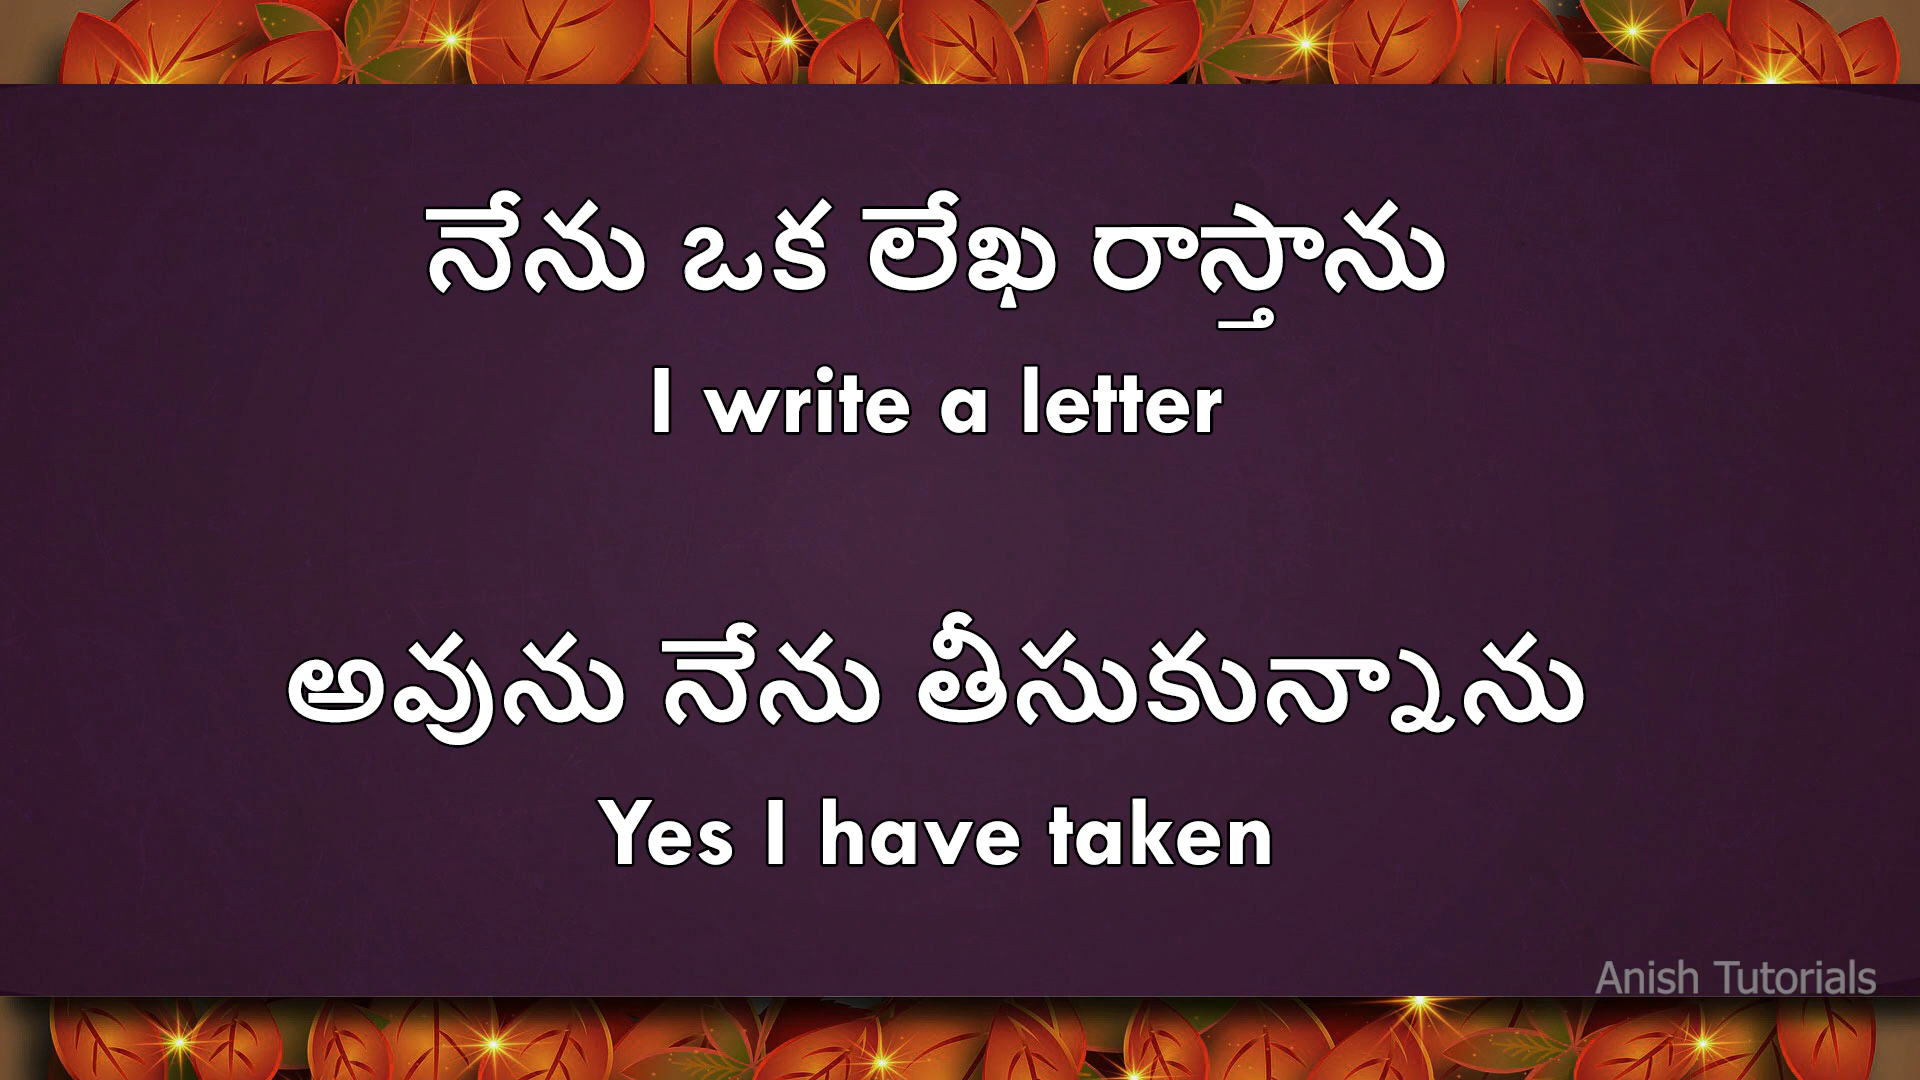 నేను ఒక లేఖ రాస్తాను
I write a letter
అవును నేను తీసుకున్నాను
Yes I have taken
Anish Tutorials